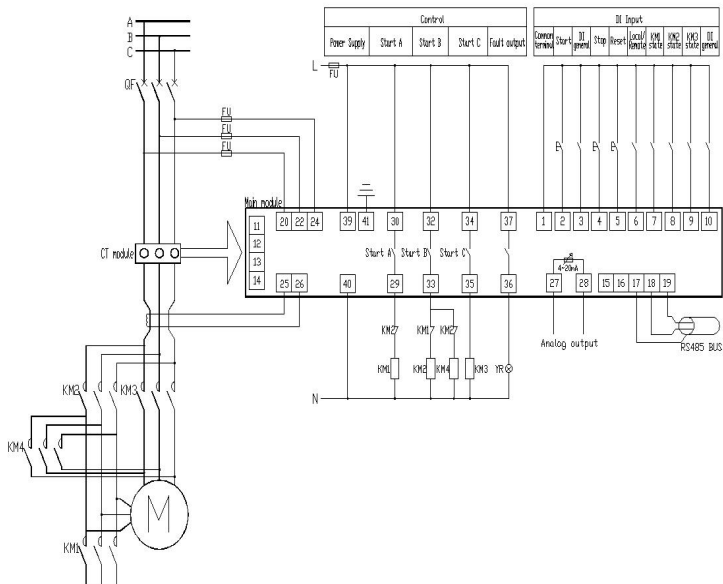 A
B
C
QF
FU
FU
FU
Control
Power Supply
Start A
Start B
Start C
Fault output
DI Input
Common terminal
Start
DI general
Stop
Reset
Local/Remote
KM1 state
KM2 state
KM3 state
DI general
L
FU
Main module
11
12
13
14
20
22
24
39
41
30
32
34
37
1
2
3
4
5
6
7
8
9
10
CT module
Start A
Start B
Start C
4-20mA
25
26
40
29
33
35
36
27
28
15
16
17
18
19
Analog output
RS485 BUS
KM2
KM1
KM2
KM1
KM2
KM4
KM3
YR
N
KM2
KM3
KM4
M
KM1